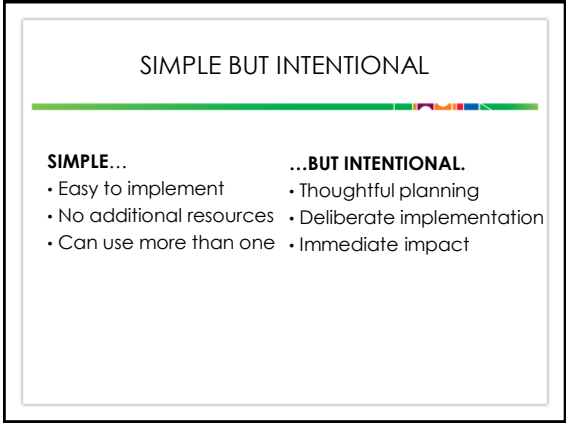 SIMPLE BUT INTENTIONAL
SIMPLE…
• Easy to implement
• No additional resources
• Can use more than one
…BUT INTENTIONAL.
• Thoughtful planning
• Deliberate implementation
• Immediate impact